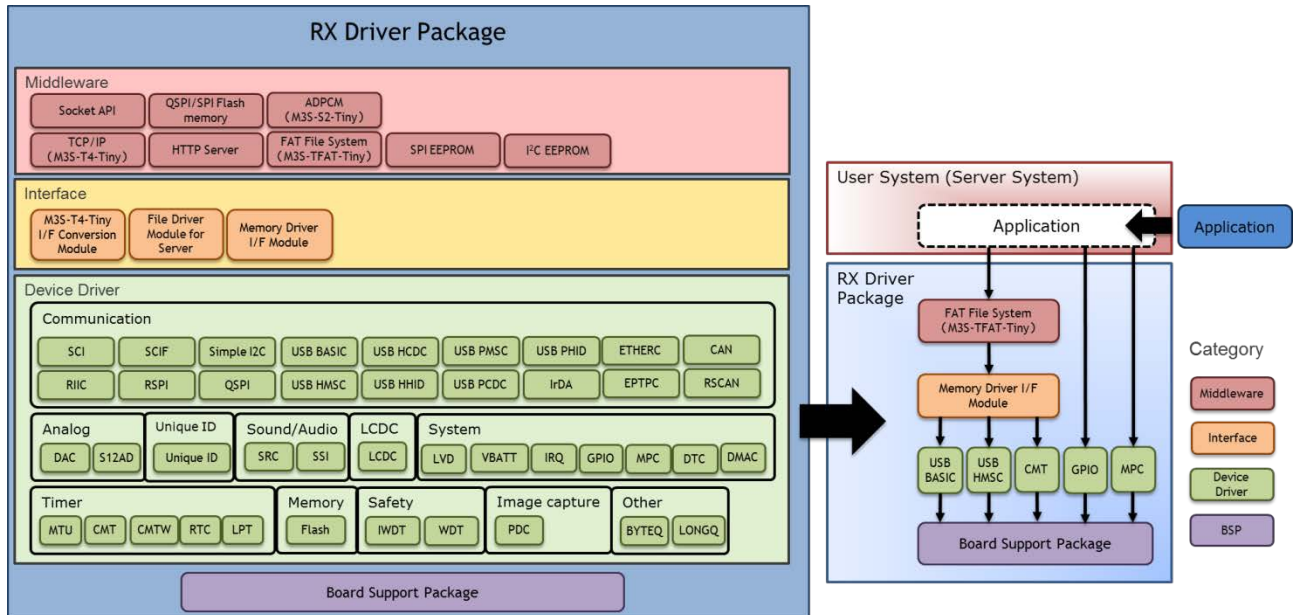 RX Driver Package
Middleware
Socket API
QSPI/SPI Flash
memory
ADPCM
(M3S-S2-Tiny)
TCP/IP
(M3S-T4-Tiny)
HTTP Server
FAT File System
(M3S-TFAT-Tiny)
SPI EEPROM
I²C EEPROM
Interface
M3S-T4-Tiny
I/F Conversion
Module
File Driver
Module for
Server
Memory Driver
I/F Module
Device Driver
Communication
SCI
SCIF
Simple I2C
USB BASIC
USB HCDC
USB PMSC
USB PHID
ETHERC
CAN
RIIC
RSPI
QSPI
USB HMSC
USB HHID
USB PCDC
IrDA
EPTPC
RSCAN
Analog
DAC
S12AD
Unique ID
Unique ID
Sound/Audio
SRC
SSI
LCDC
LCDC
System
LVD
VBATT
IRQ
GPIO
MPC
DTC
DMAC
Timer
MTU
CMT
CMTW
RTC
LPT
Memory
Flash
Safety
IWDT
WDT
Image capture
PDC
Other
BYTEQ
LONGQ
Board Support Package
User System (Server System)
Application
Application
RX Driver
Package
FAT File System
(M3S-TFAT-Tiny)
Memory Driver I/F
Module
USB
BASIC
USB
HMSC
CMT
GPIO
MPC
Board Support Package
Category
Middleware
Interface
Device
Driver
BSP